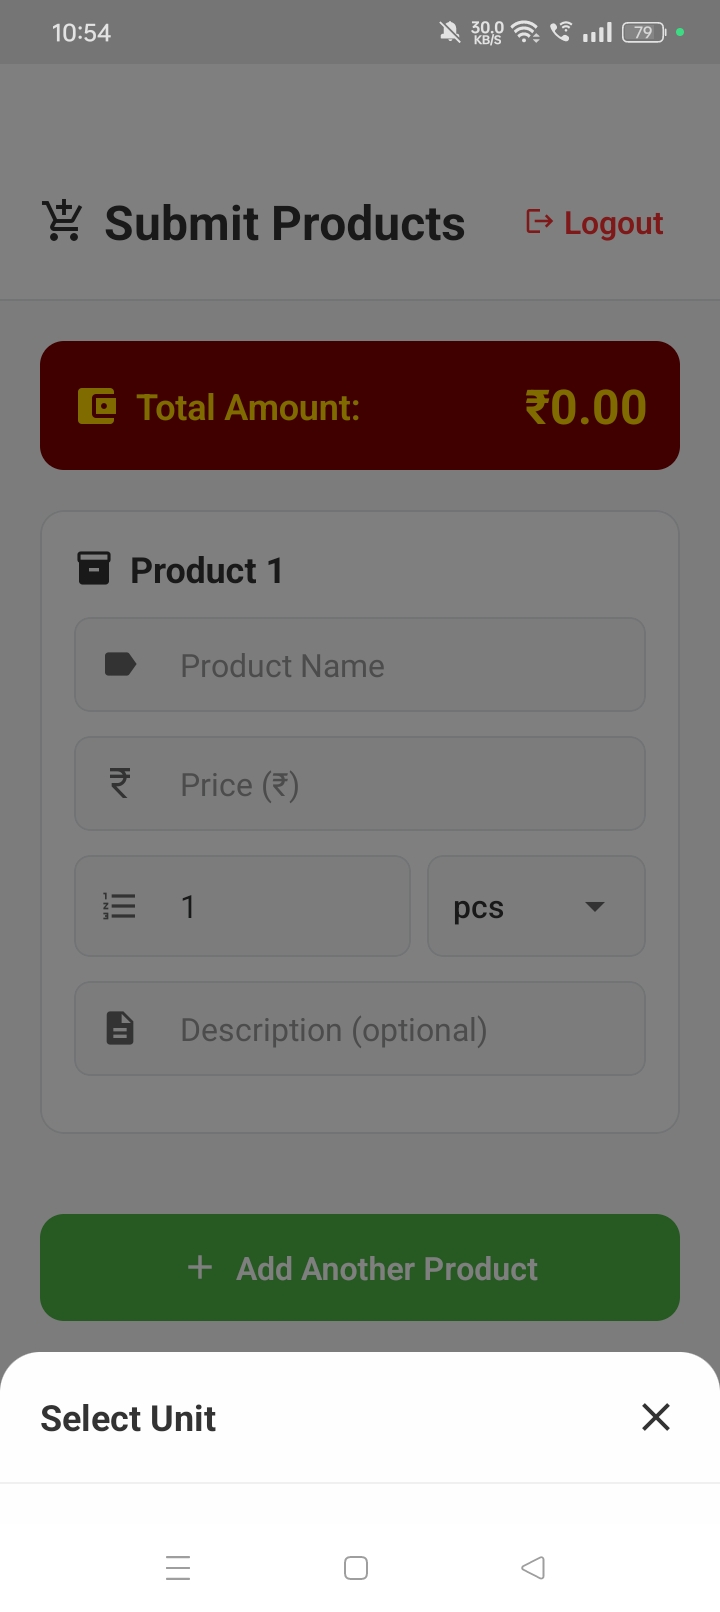 10:54 30.0 KB/S 79
Submit Products Logout
Total Amount: ₹0.00
Product 1
Product Name
₹ Price (₹)
1 pcs
Description (optional)
+ Add Another Product
Select Unit